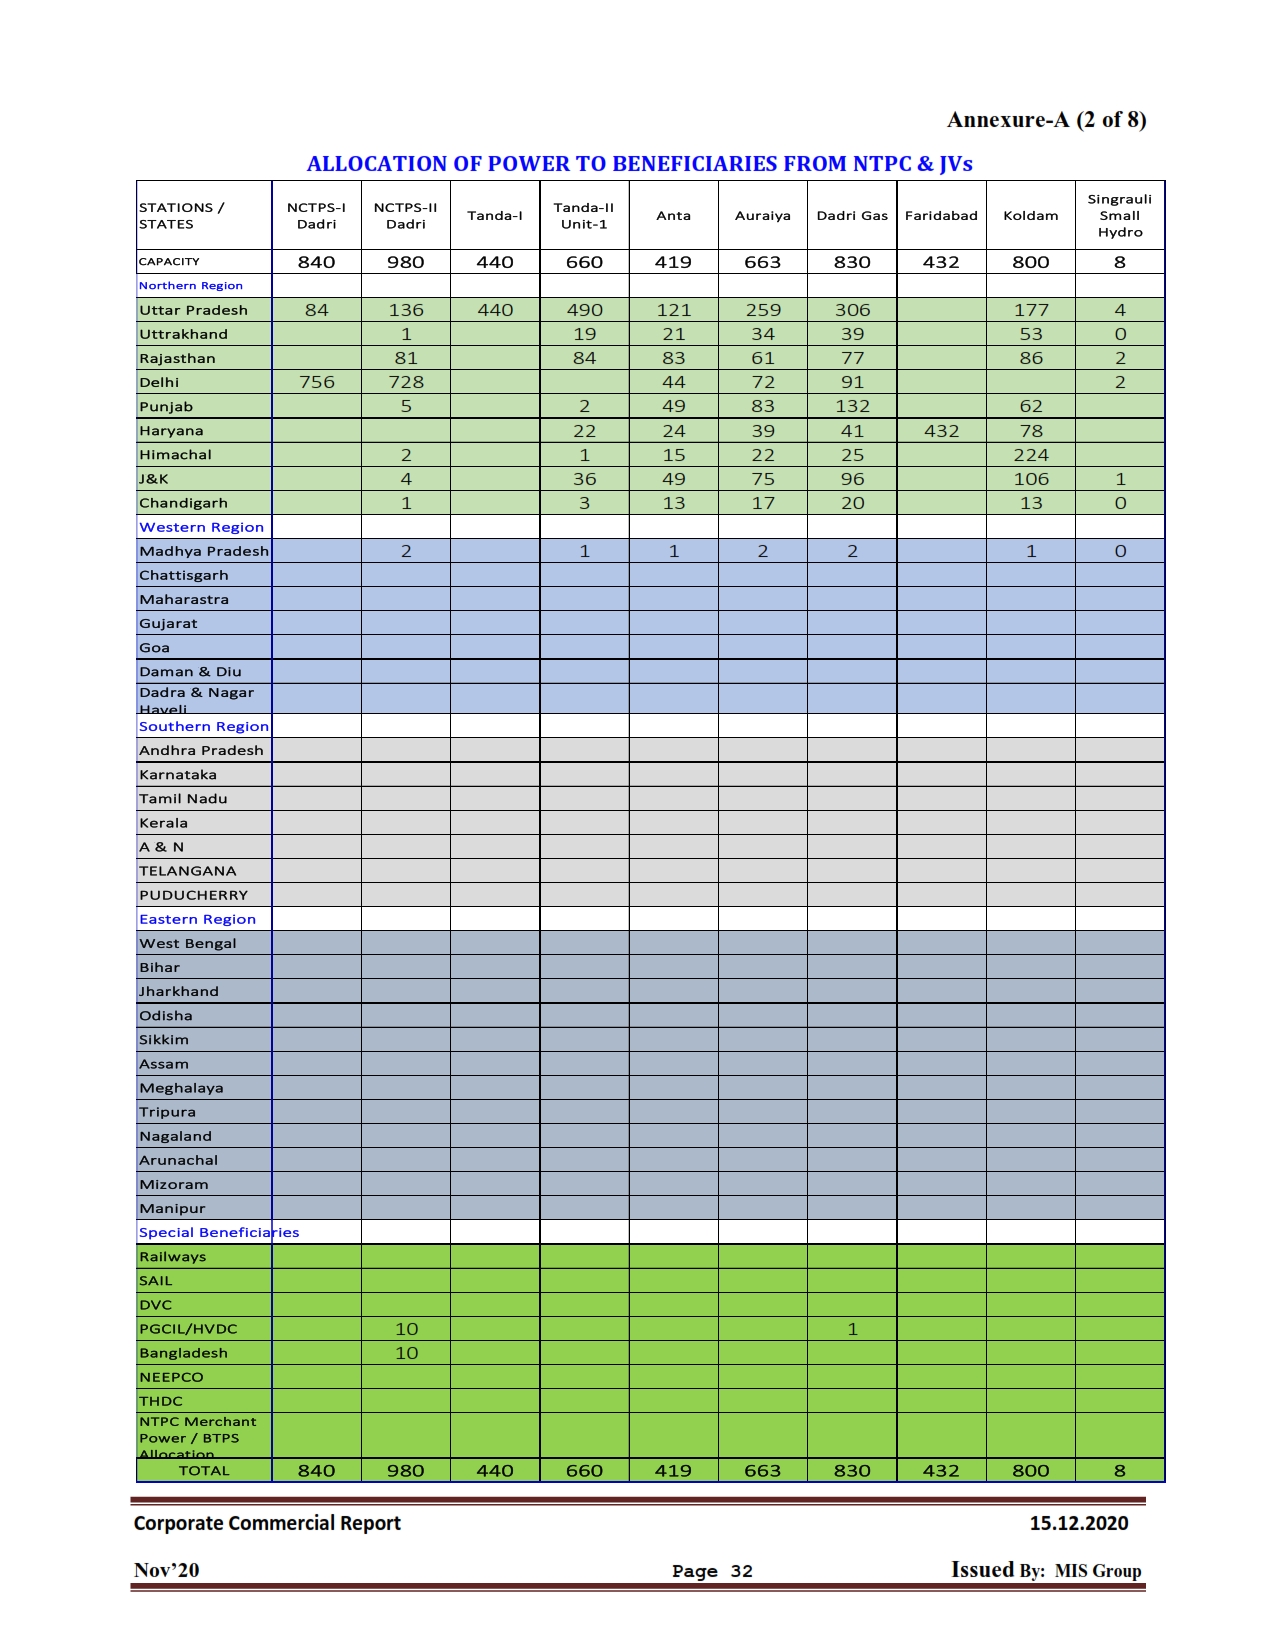 Annexure-A (2 of 8)
ALLOCATION OF POWER TO BENEFICIARIES FROM NTPC & JVs
STATIONS / STATES NCTPS-I Dadri NCTPS-II Dadri Tanda-I Tanda-II Unit-1 Anta Auraiya Dadri Gas Faridabad Koldam Singrauli Small Hydro
CAPACITY 840 980 440 660 419 663 830 432 800 8
Northern Region
Uttar Pradesh 84 136 440 490 121 259 306 177 4
Uttrakhand 1 19 21 34 39 53 0
Rajasthan 81 84 83 61 77 86 2
Delhi 756 728 44 72 91 2
Punjab 5 2 49 83 132 62
Haryana 22 24 39 41 432 78
Himachal 2 1 15 22 25 224
J&K 4 36 49 75 96 106 1
Chandigarh 1 3 13 17 20 13 0
Western Region
Madhya Pradesh 2 1 1 2 2 1 0
Chattisgarh
Maharastra
Gujarat
Goa
Daman & Diu
Dadra & Nagar
Haveli
Southern Region
Andhra Pradesh
Karnataka
Tamil Nadu
Kerala
A & N
TELANGANA
PUDUCHERRY
Eastern Region
West Bengal
Bihar
Jharkhand
Odisha
Sikkim
Assam
Meghalaya
Tripura
Nagaland
Arunachal
Mizoram
Manipur
Special Beneficiaries
Railways
SAIL
DVC
PGCIL/HVDC 10 1
Bangladesh 10
NEEPCO
THDC
NTPC Merchant
Power / BTPS
Allocation
TOTAL 840 980 440 660 419 663 830 432 800 8
Corporate Commercial Report 15.12.2020
Nov’20 Page 32 Issued By: MIS Group